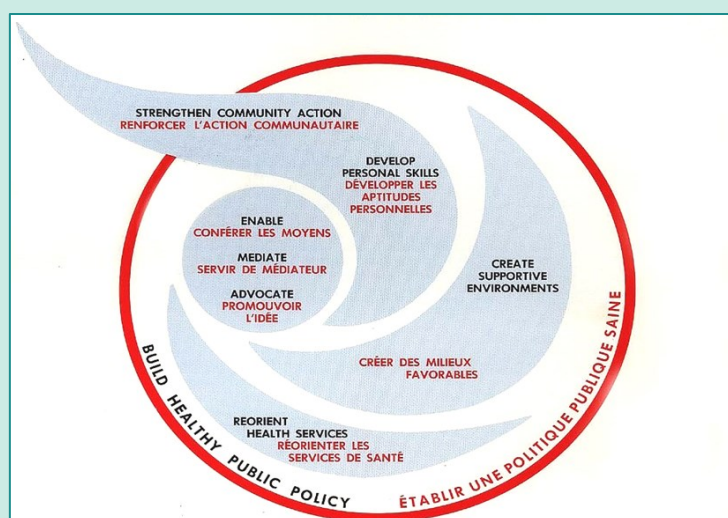 STRENGTHEN COMMUNITY ACTION
RENFORCER L'ACTION COMMUNAUTAIRE
DEVELOP
PERSONAL SKILLS
DÉVELOPPER LES
APTITUDES
PERSONNELLES
ENABLE
CONFÉRER LES MOYENS
MEDIATE
SERVIR DE MÉDIATEUR
ADVOCATE
PROMOUVOIR
L'IDÉE
CREATE
SUPPORTIVE
ENVIRONMENTS
CRÉER DES MILIEUX
FAVORABLES
REORIENT
HEALTH SERVICES
RÉORIENTER LES
SERVICES DE SANTÉ
BUILD HEALTHY PUBLIC POLICY
ÉTABLIR UNE POLITIQUE PUBLIQUE SAINE